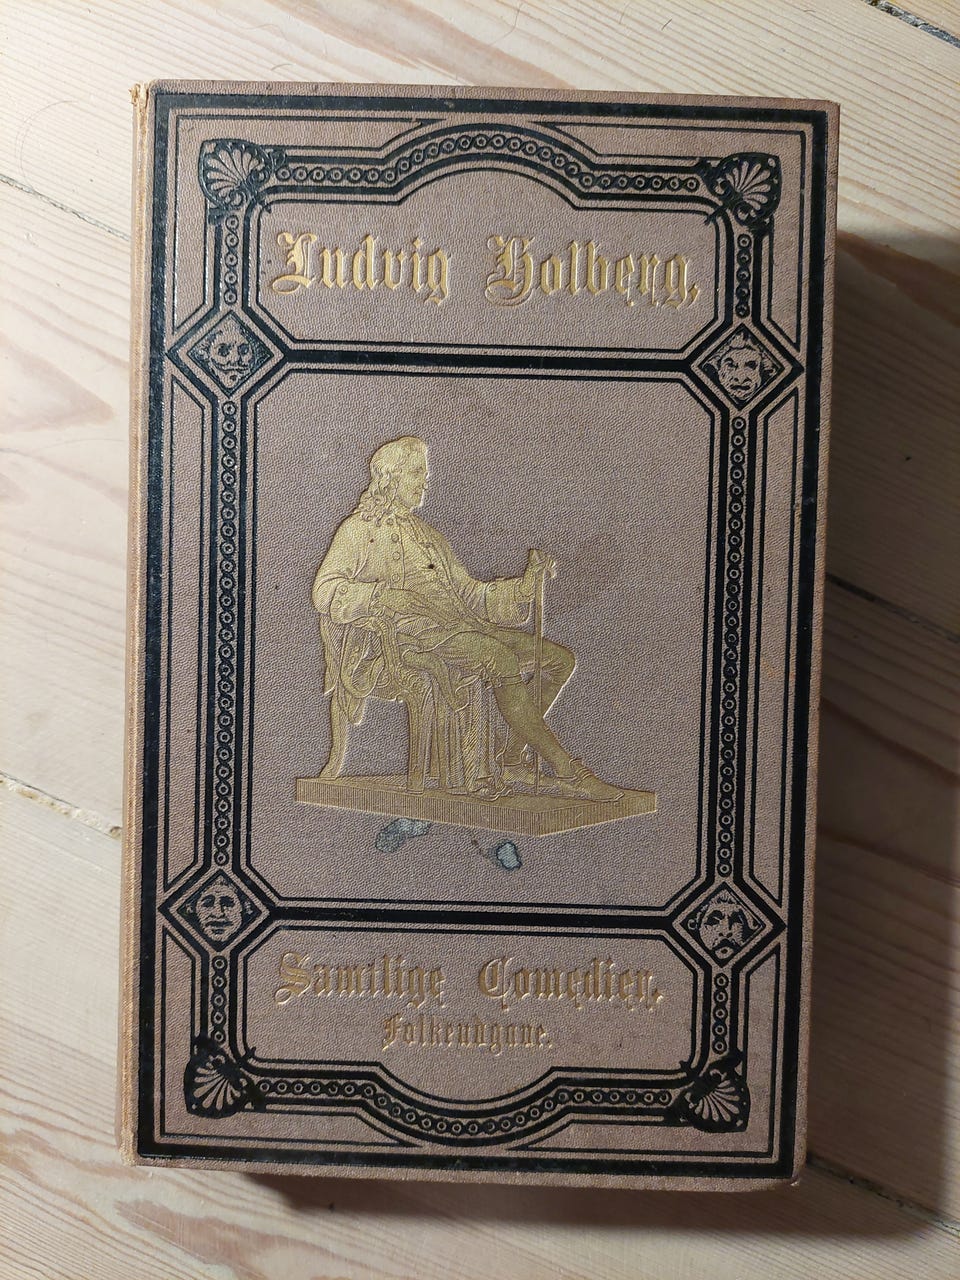 Ludvig Holberg,
Samtlige Comedier.
Folkeudgave.